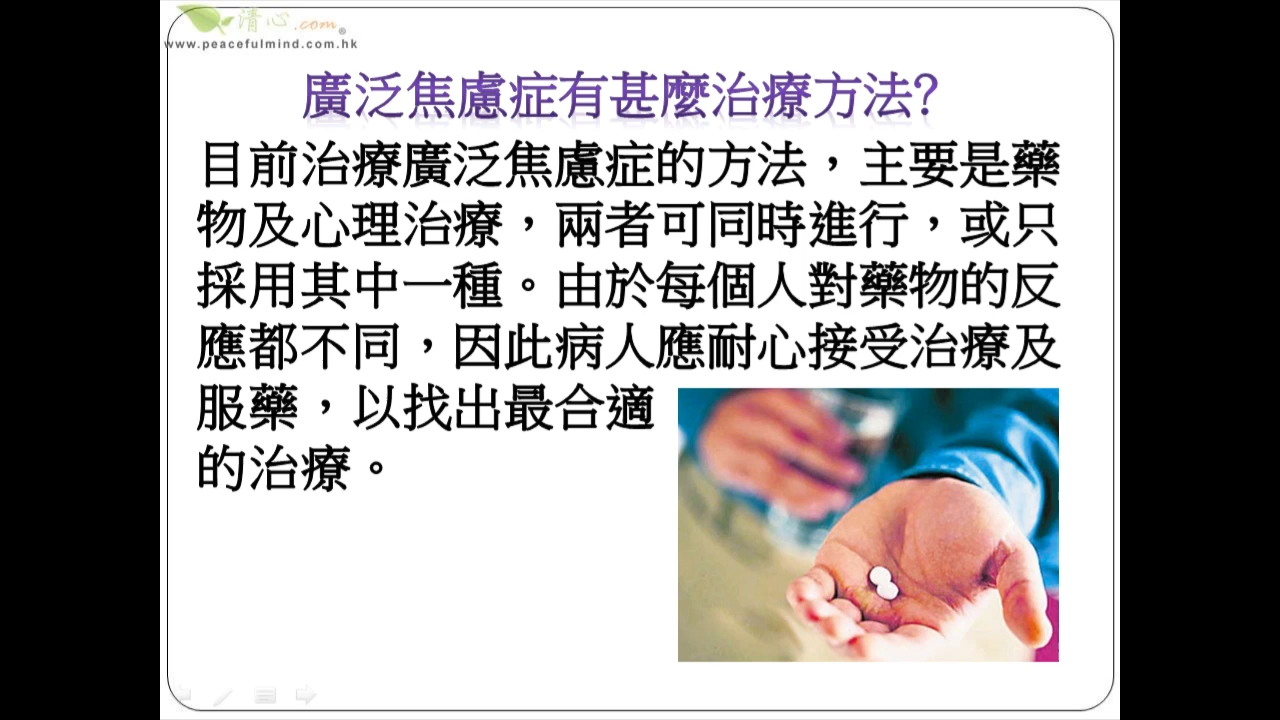 清心.com®
www.peacefulmind.com.hk
廣泛焦慮症有甚麼治療方法?
目前治療廣泛焦慮症的方法，主要是藥
物及心理治療，兩者可同時進行，或只
採用其中一種。由於每個人對藥物的反
應都不同，因此病人應耐心接受治療及
服藥，以找出最合適
的治療。